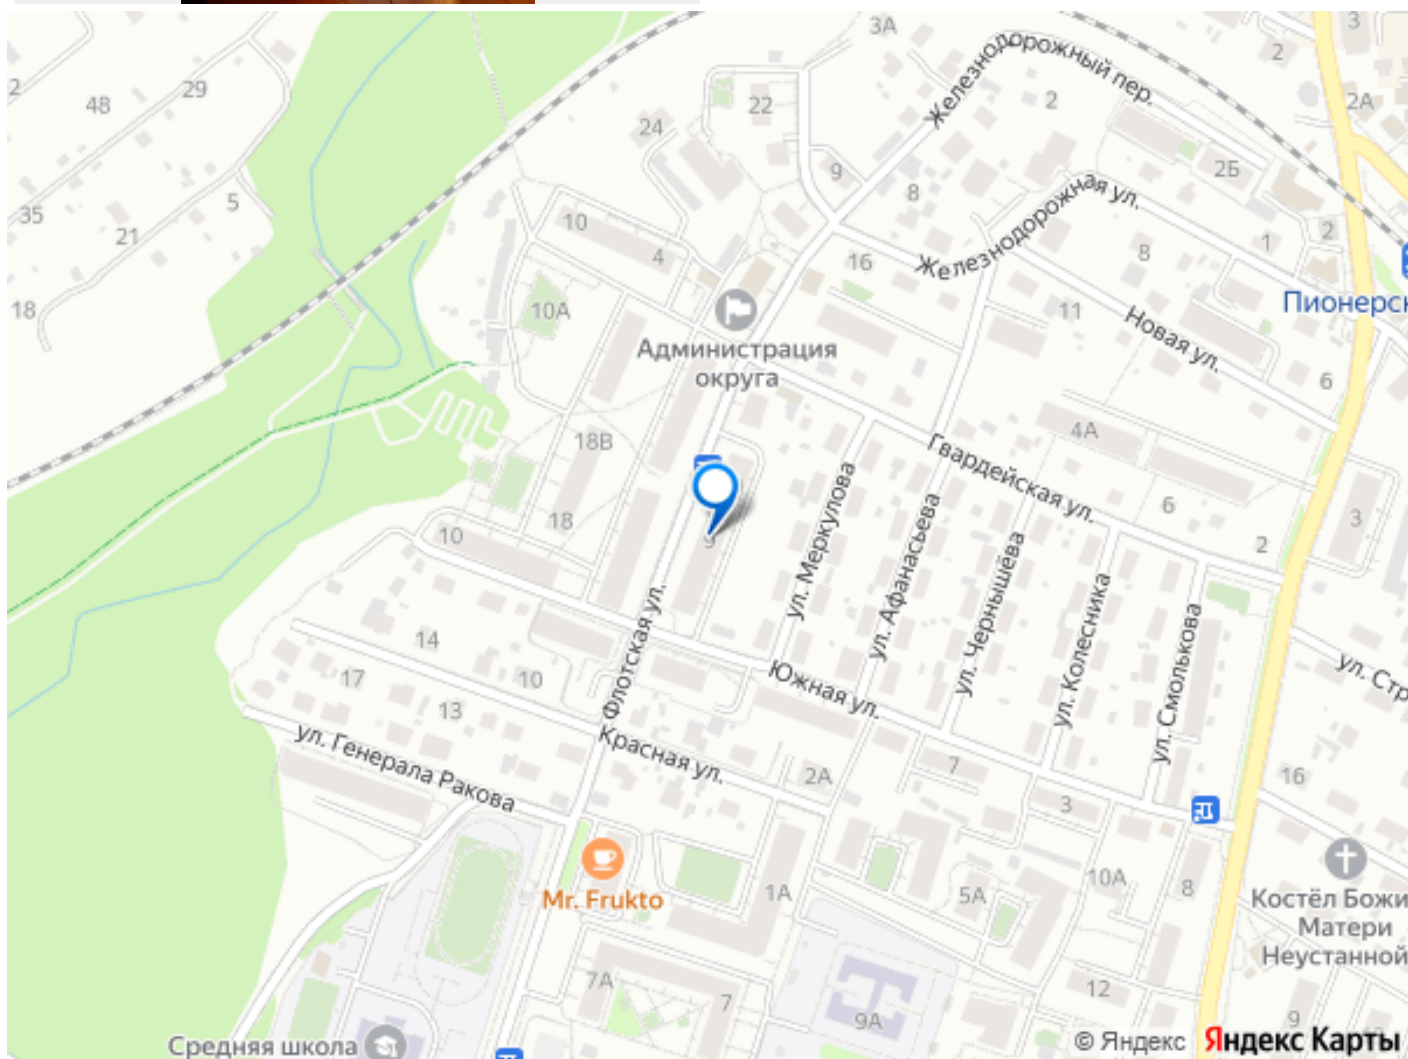 3А
3
2
Железнодорожный пер.
2
29
48
22
2
2А
24
9
2Б
8
Железнодорожная ул.
5
35
10
21
2
1
8
4
16
Железнодорожная ул.
Пионерск
18
10А
11
Новая ул.
Администрация
округа
6
18В
4А
Гвардейская ул.
ул. Меркулова
ул. Афанасьева
6
18
3
10
9
2
ул. Чернышёва
ул. Колесника
ул. Смолькова
Флотская ул.
14
Южная ул.
ул. Стр
17
10
13
ул. Генерала Ракова
Красная ул.
2А
7
16
3
Mr. Frukto
1А
5А
10А
8
Костёл Божи
Матери
Неустанной
7А
7
12
9А
9
Средняя школа
© Яндекс
Яндекс Карты